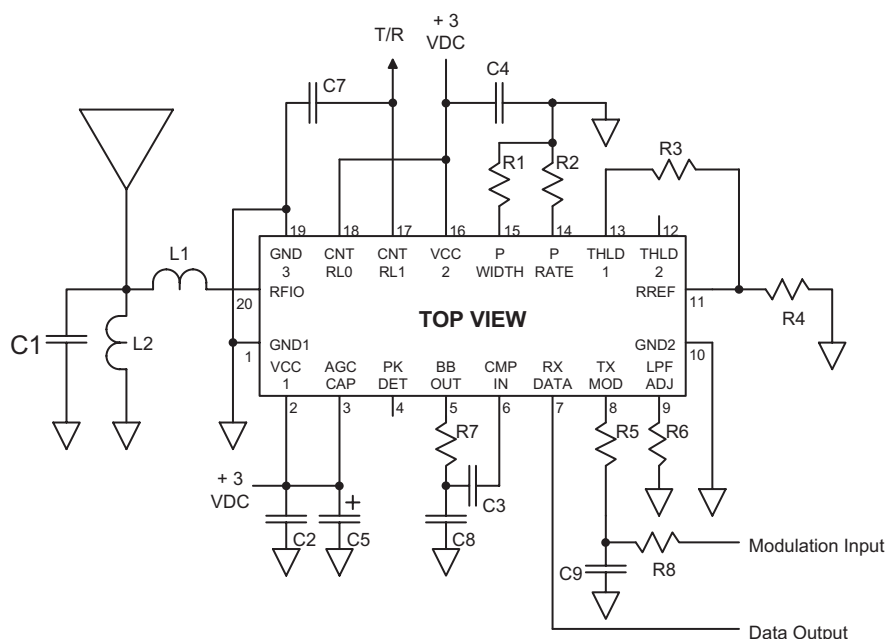 + 3
VDC
T/R
C7
C4
R1
R2
R3
19
18
17
16
15
14
13
12
GND
3
CNT
RL0
CNT
RL1
VCC
2
P
WIDTH
P
RATE
THLD
1
THLD
2
L1
20
RFIO
RREF
11
R4
TOP VIEW
C1
L2
1
GND1
GND2
10
VCC
1
AGC
CAP
PK
DET
BB
OUT
CMP
IN
RX
DATA
TX
MOD
LPF
ADJ
2
3
4
5
6
7
8
9
R7
R5
R6
+ 3
VDC
+
C2
C5
C3
C8
Modulation Input
R8
C9
Data Output